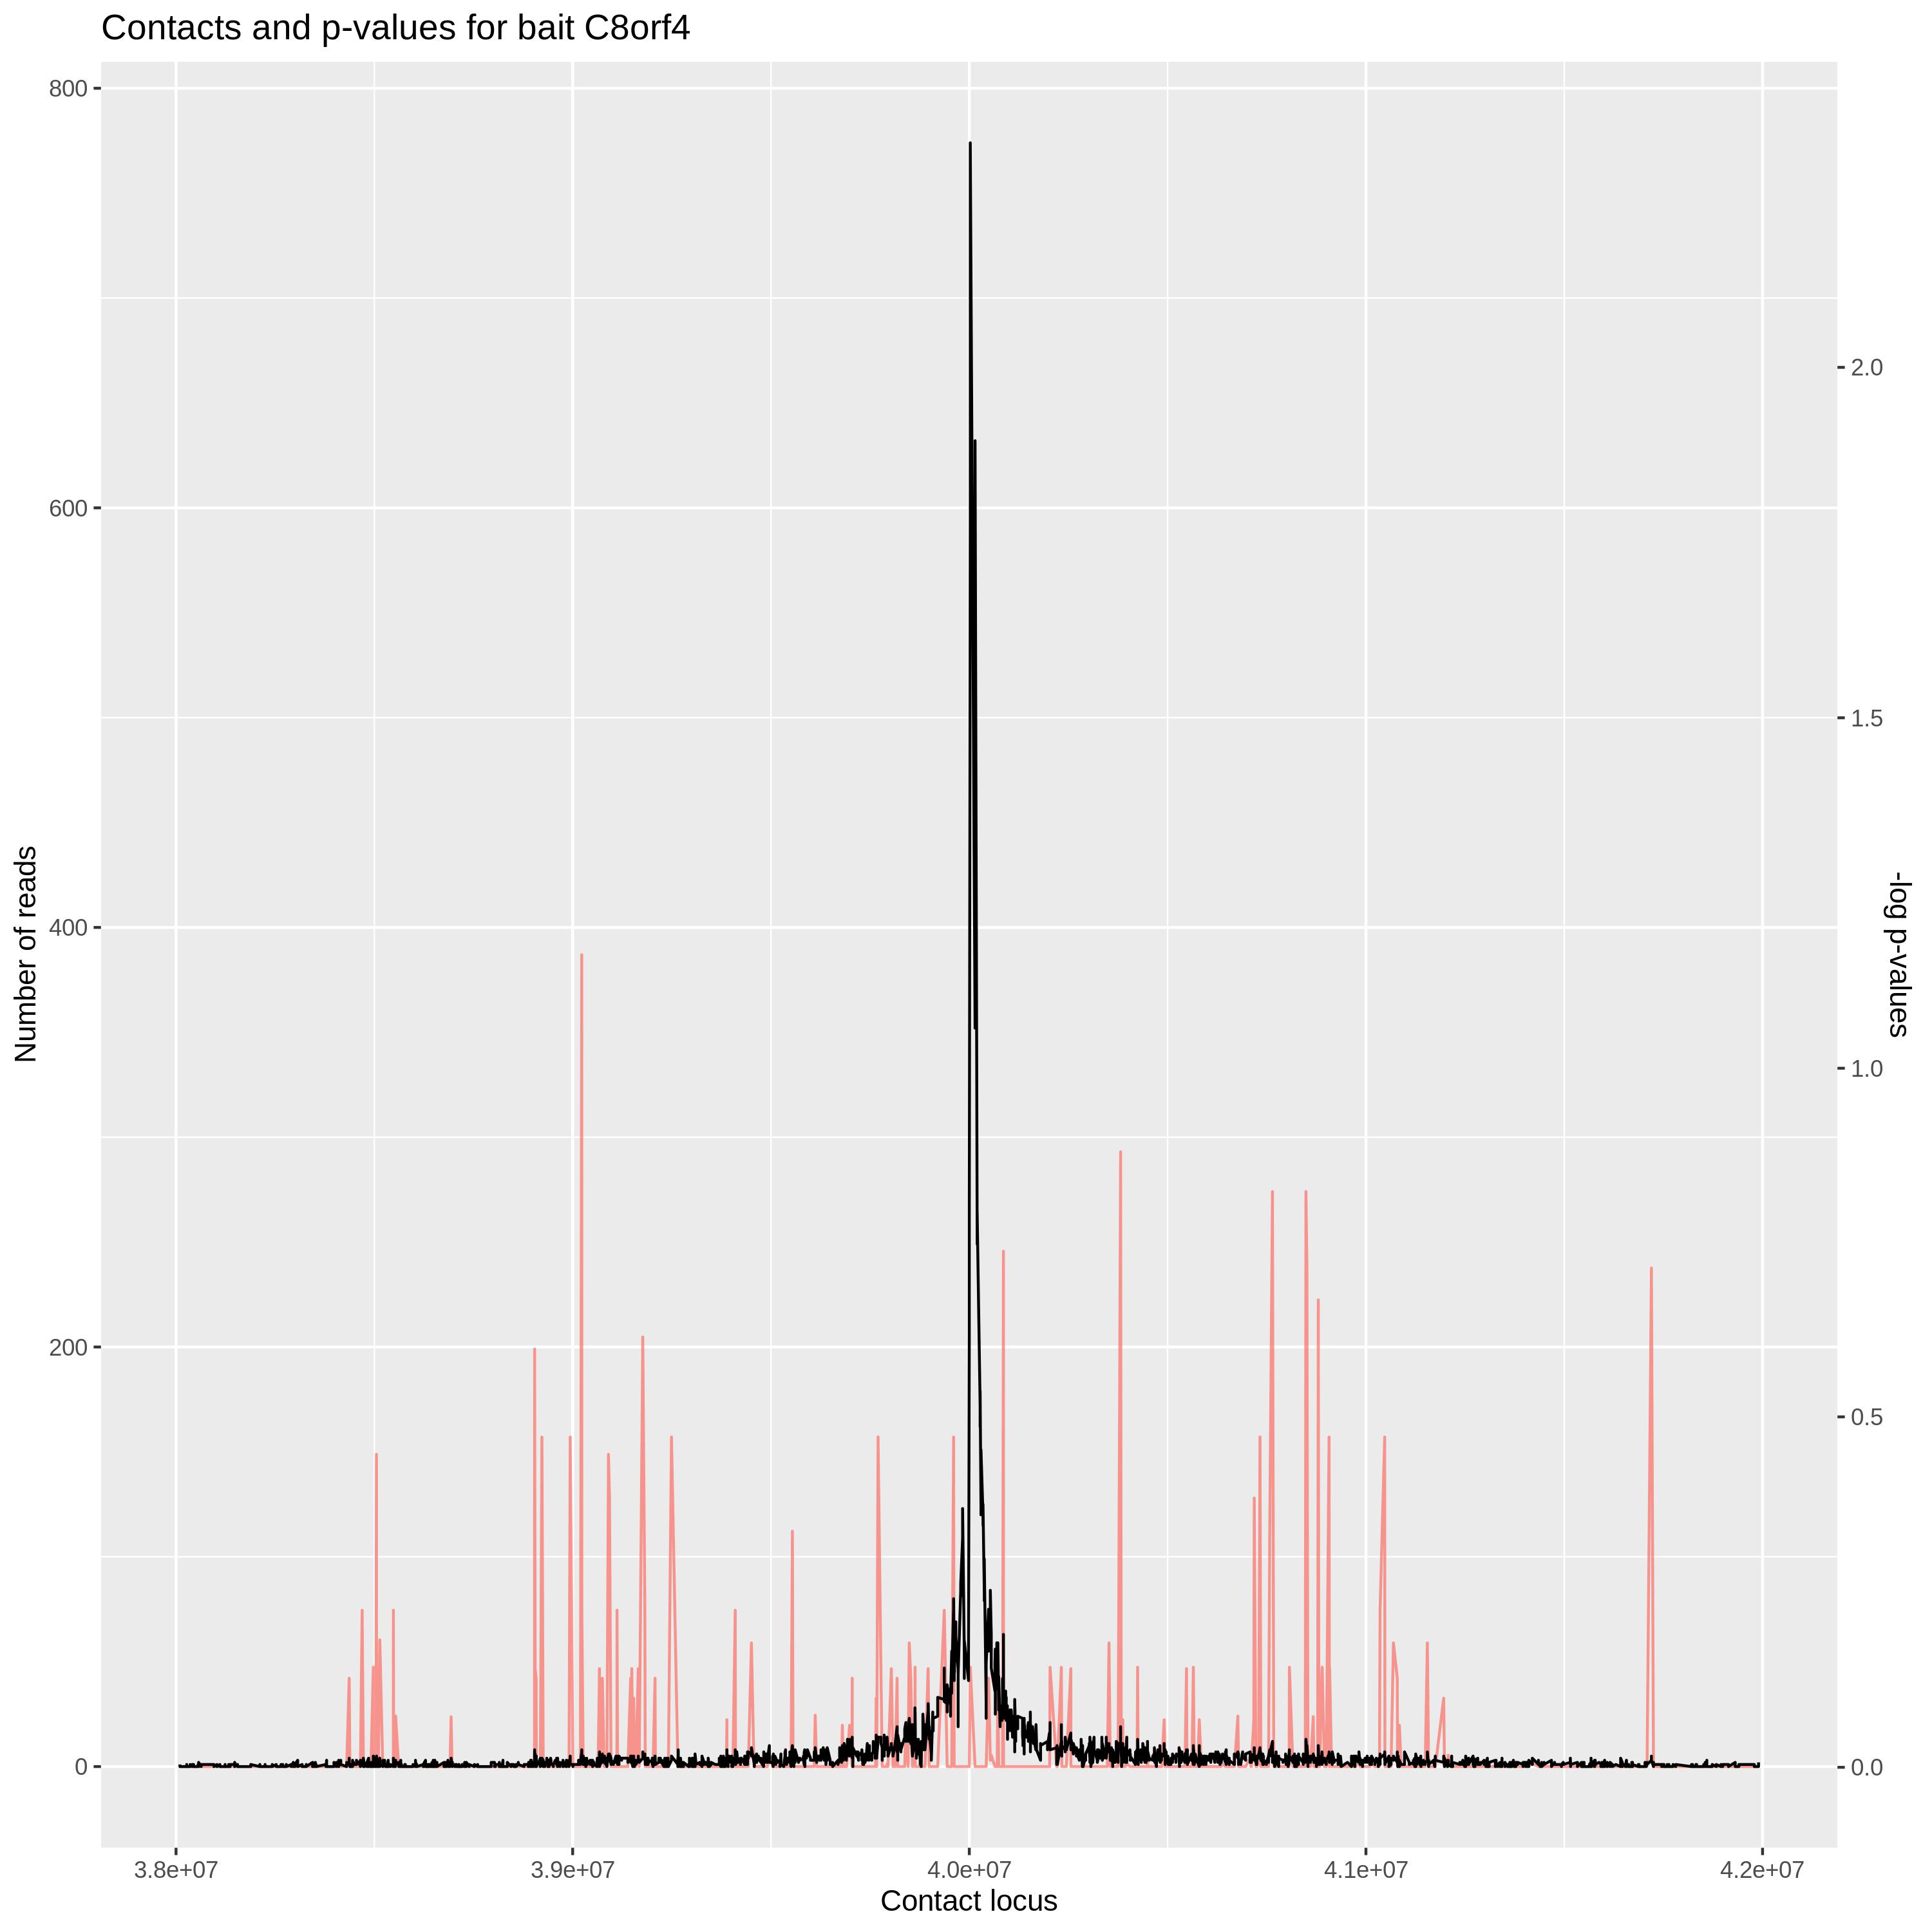 Contacts and p-values for bait C8orf4
800
600
400
200
0
Number of reads
2.0
1.5
1.0
0.5
0.0
-log p-values
3.8e+07
3.9e+07
4.0e+07
4.1e+07
4.2e+07
Contact locus